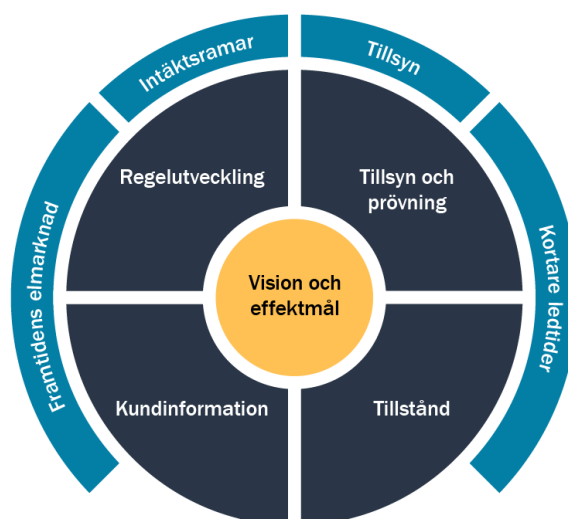 Intäktsramar
Tillsyn
Framtidens elmarknad
Kortare ledtider
Regelutveckling
Tillsyn och
prövning
Vision och
effektmål
Kundinformation
Tillstånd